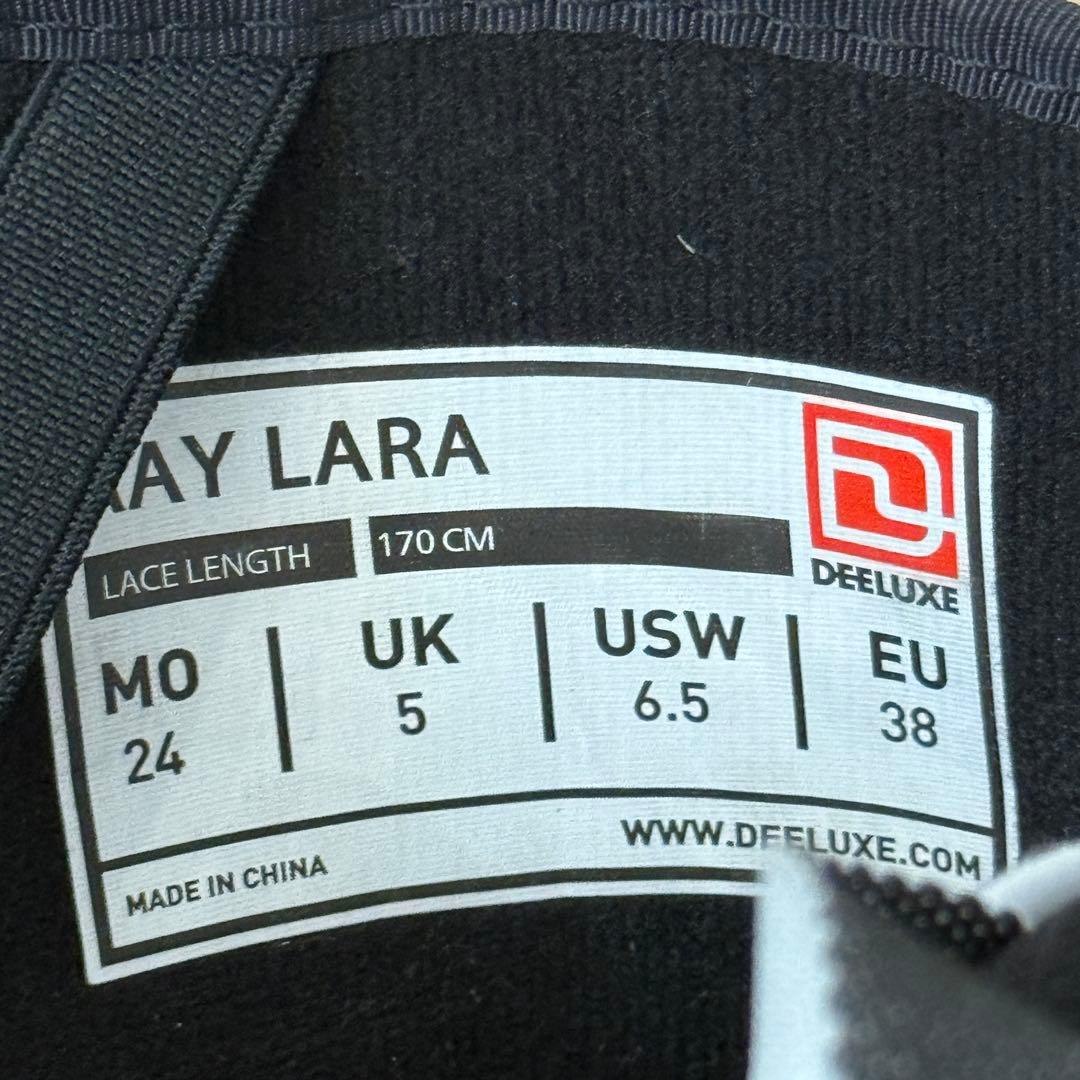 RAY LARA
LACE LENGTH 170 CM
DEELUXE
MO UK USW EU
24 5 6.5 38
MADE IN CHINA WWW.DEELUXE.COM